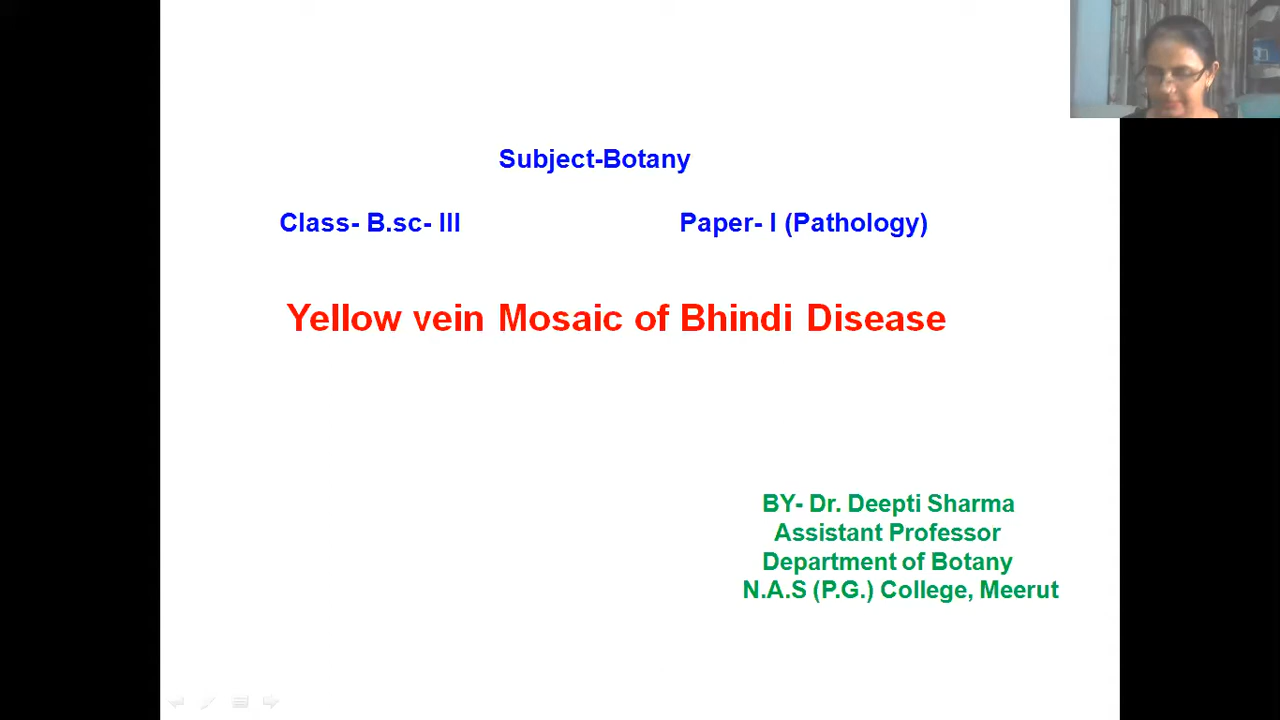 Subject-Botany
Class- B.sc- III Paper- I (Pathology)
Yellow vein Mosaic of Bhindi Disease
BY- Dr. Deepti Sharma
Assistant Professor
Department of Botany
N.A.S (P.G.) College, Meerut